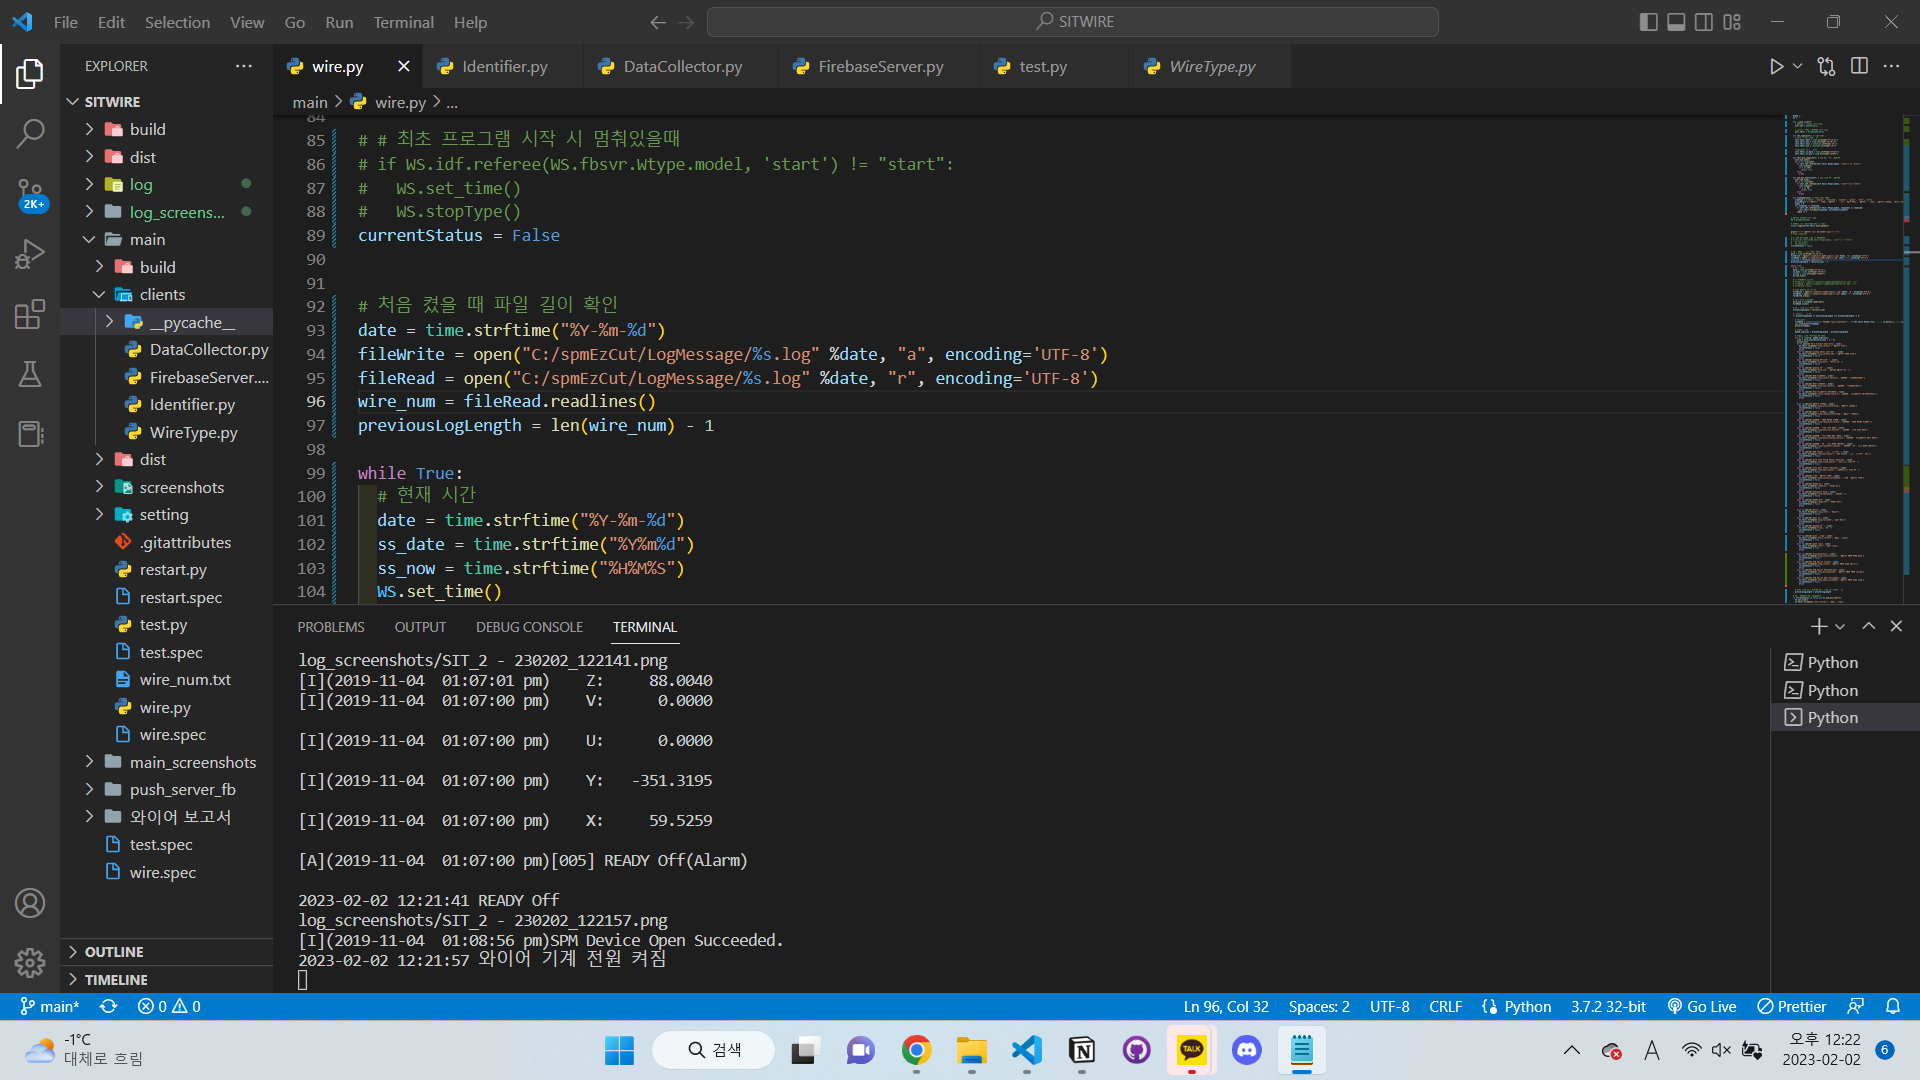 File Edit Selection View Go Run Terminal Help
SITWIRE
EXPLORER
wire.py
Identifier.py
DataCollector.py
FirebaseServer.py
test.py
WireType.py
main > wire.py > ...
SITWIRE
build
dist
log
log_screens...
main
build
clients
__pycache__
DataCollector.py
FirebaseServer....
Identifier.py
WireType.py
dist
screenshots
setting
.gitattributes
restart.py
restart.spec
test.py
test.spec
wire_num.txt
wire.py
wire.spec
main_screenshots
push_server_fb
와이어 보고서
test.spec
wire.spec
OUTLINE
TIMELINE
2K+
84
85 # # 최초 프로그램 시작 시 멈춰있을때
86 # if WS.idf.referee(WS.fbsvr.Wtype.model, 'start') != "start":
87 #   WS.set_time()
88 #   WS.stopType()
89 currentStatus = False
90
91
92 # 처음 켰을 때 파일 길이 확인
93 date = time.strftime("%Y-%m-%d")
94 fileWrite = open("C:/spmEzCut/LogMessage/%s.log" %date, "a", encoding='UTF-8')
95 fileRead = open("C:/spmEzCut/LogMessage/%s.log" %date, "r", encoding='UTF-8')
96 wire_num = fileRead.readlines()
97 previousLogLength = len(wire_num) - 1
98
99 while True:
100   # 현재 시간
101   date = time.strftime("%Y-%m-%d")
102   ss_date = time.strftime("%Y%m%d")
103   ss_now = time.strftime("%H%M%S")
104   WS.set_time()
PROBLEMS OUTPUT DEBUG CONSOLE TERMINAL
log_screenshots/SIT_2 - 230202_122141.png
[I](2019-11-04  01:07:01 pm)    Z:     88.0040
[I](2019-11-04  01:07:00 pm)    V:      0.0000
[I](2019-11-04  01:07:00 pm)    U:      0.0000
[I](2019-11-04  01:07:00 pm)    Y:   -351.3195
[I](2019-11-04  01:07:00 pm)    X:     59.5259
[A](2019-11-04  01:07:00 pm)[005] READY Off(Alarm)
2023-02-02 12:21:41 READY Off
log_screenshots/SIT_2 - 230202_122157.png
[I](2019-11-04  01:08:56 pm)SPM Device Open Succeeded.
2023-02-02 12:21:57 와이어 기계 전원 켜짐
Python
Python
Python
main* 0 0 Ln 96, Col 32 Spaces: 2 UTF-8 CRLF Python 3.7.2 32-bit Go Live Prettier
-1°C
대체로 흐림
검색
TALK
A
오후 12:22
2023-02-02
6